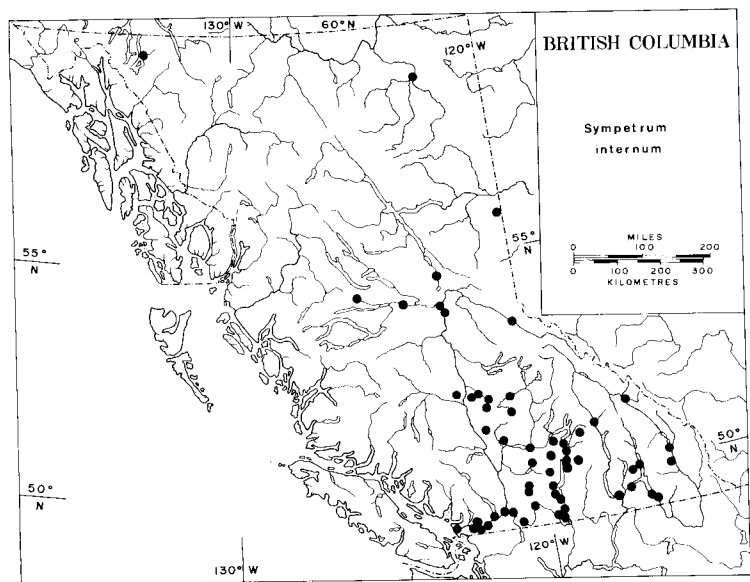 130° W
60° N
120° W
BRITISH COLUMBIA
Sympetrum
internum
55°
N
55°
N
MILES
0 100 200
0 100 200 300
KILOMETRES
50°
N
50°
N
130° W
120° W